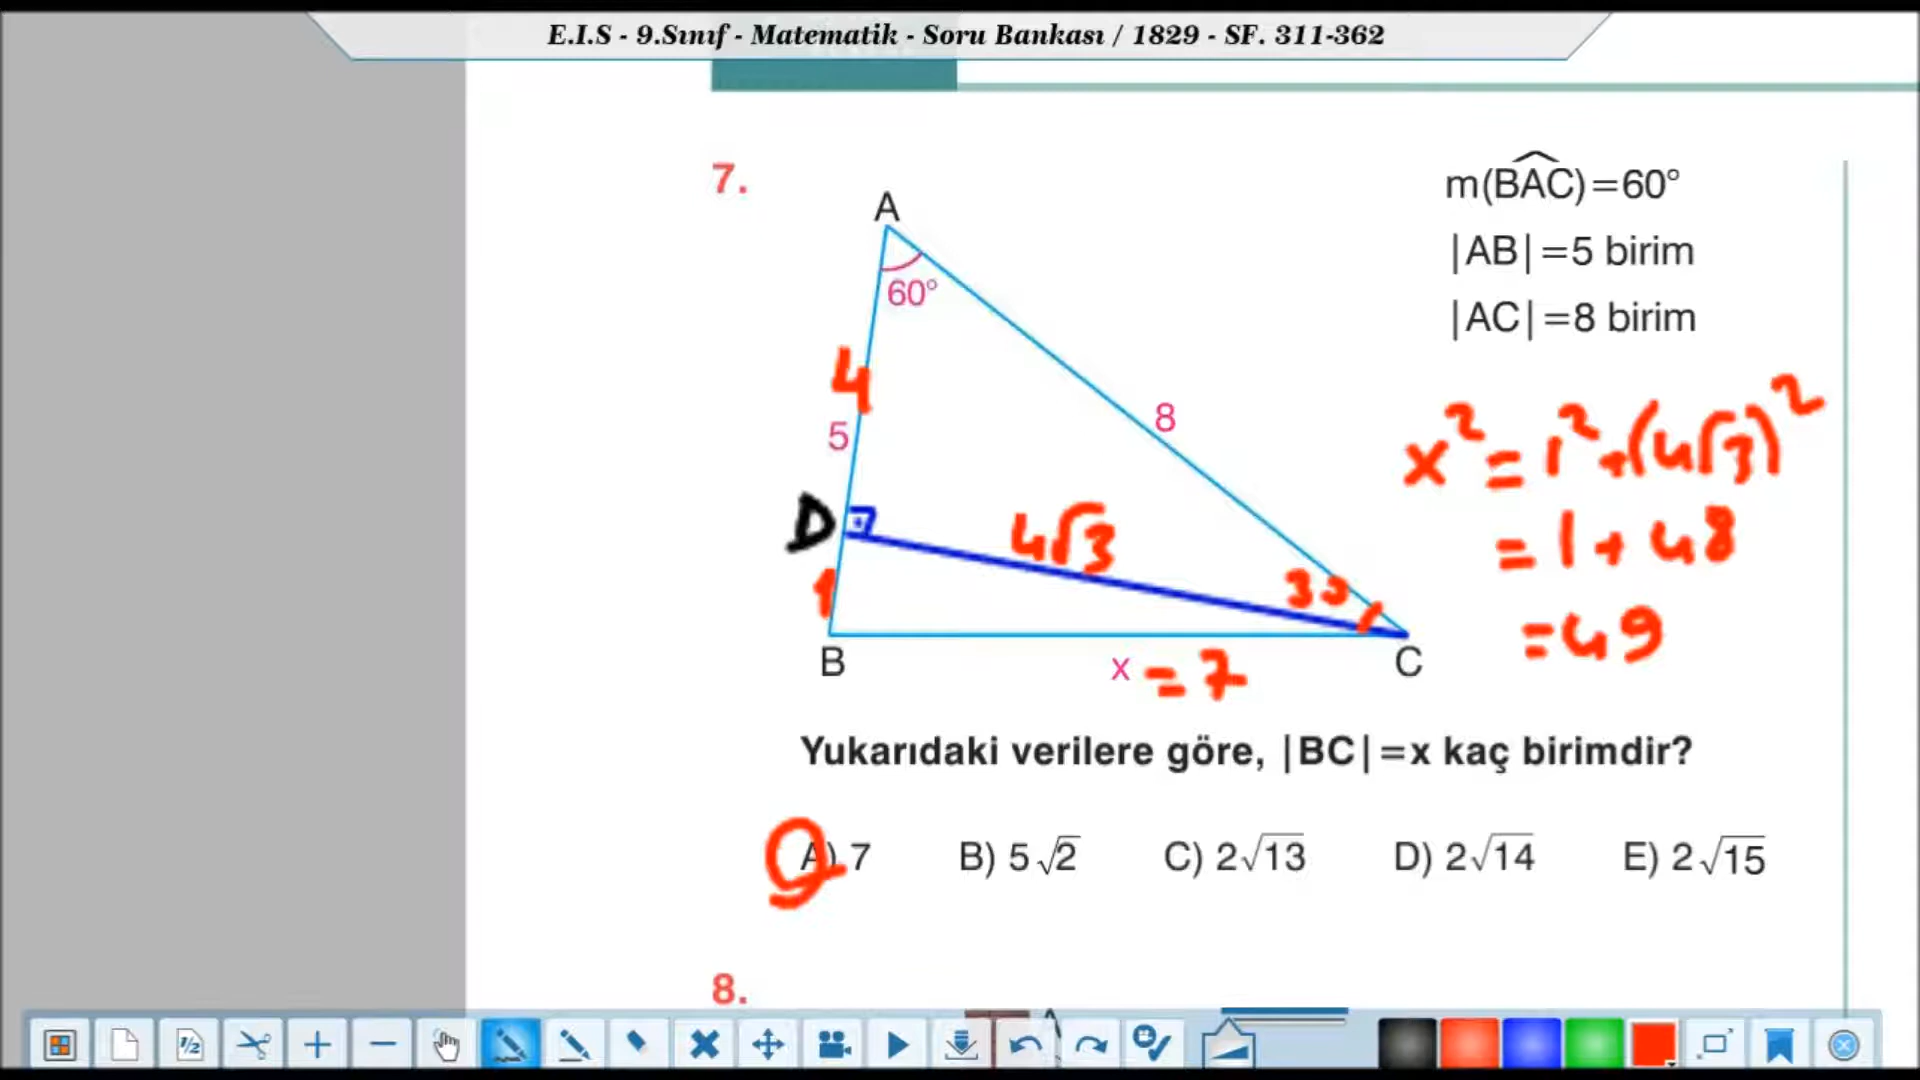 E.I.S - 9.Sınıf - Matematik - Soru Bankası / 1829 - SF. 311-362
7.
m(BAC)=60°
|AB|=5 birim
|AC|=8 birim
A
60°
4
5
8
D
4√3
30
1
B
x = 7
C
x² = 1² + (4√3)²
= 1 + 48
= 49
Yukarıdaki verilere göre, |BC|=x kaç birimdir?
A) 7 B) 5√2 C) 2√13 D) 2√14 E) 2√15
8.
1/2